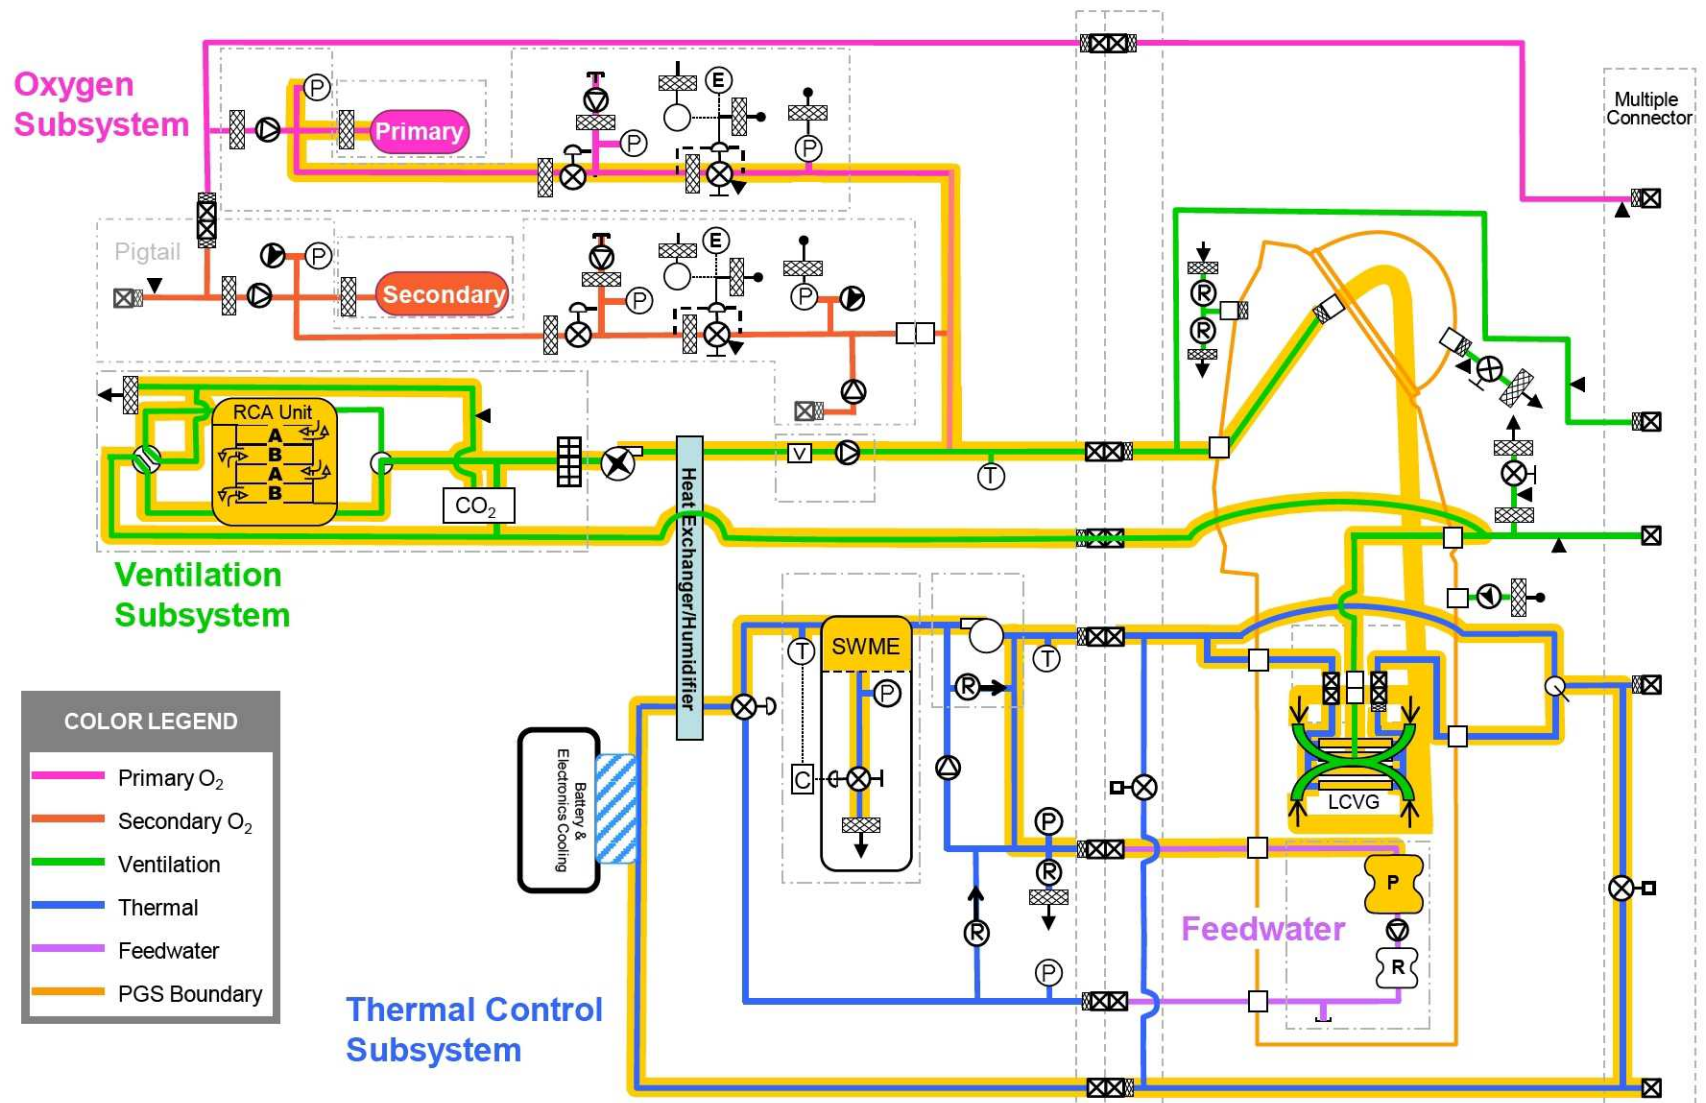 Oxygen
Subsystem
P
Primary
E
P
P
Multiple
Connector
Pigtail
P
Secondary
E
P
P
R
R
RCA Unit
A
B
A
B
CO₂
V
T
Heat Exchanger/Humidifier
Ventilation
Subsystem
T
SWME
P
R
T
C
Battery &
Electronics Cooling
LCVG
P
R
P
R
R
P
Feedwater
COLOR LEGEND
Primary O₂
Secondary O₂
Ventilation
Thermal
Feedwater
PGS Boundary
Thermal Control
Subsystem